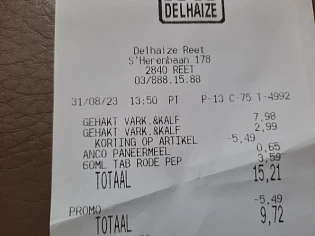 DELHAIZE
Delhaize Reet
S'Herenbaan 178
2840 REET
03/888.15.88
31/08/23 13:50 PT P-13 C-75 T-4992
GEHAKT VARK.&KALF 7,98
GEHAKT VARK.&KALF 2,99
KORTING OP ARTIKEL -5,49
ANCO PANEERMEEL 0,65
60ML TAB RODE PEP 3,59
TOTAAL 15,21
PROMO -5,49
TOTAAL 9,72